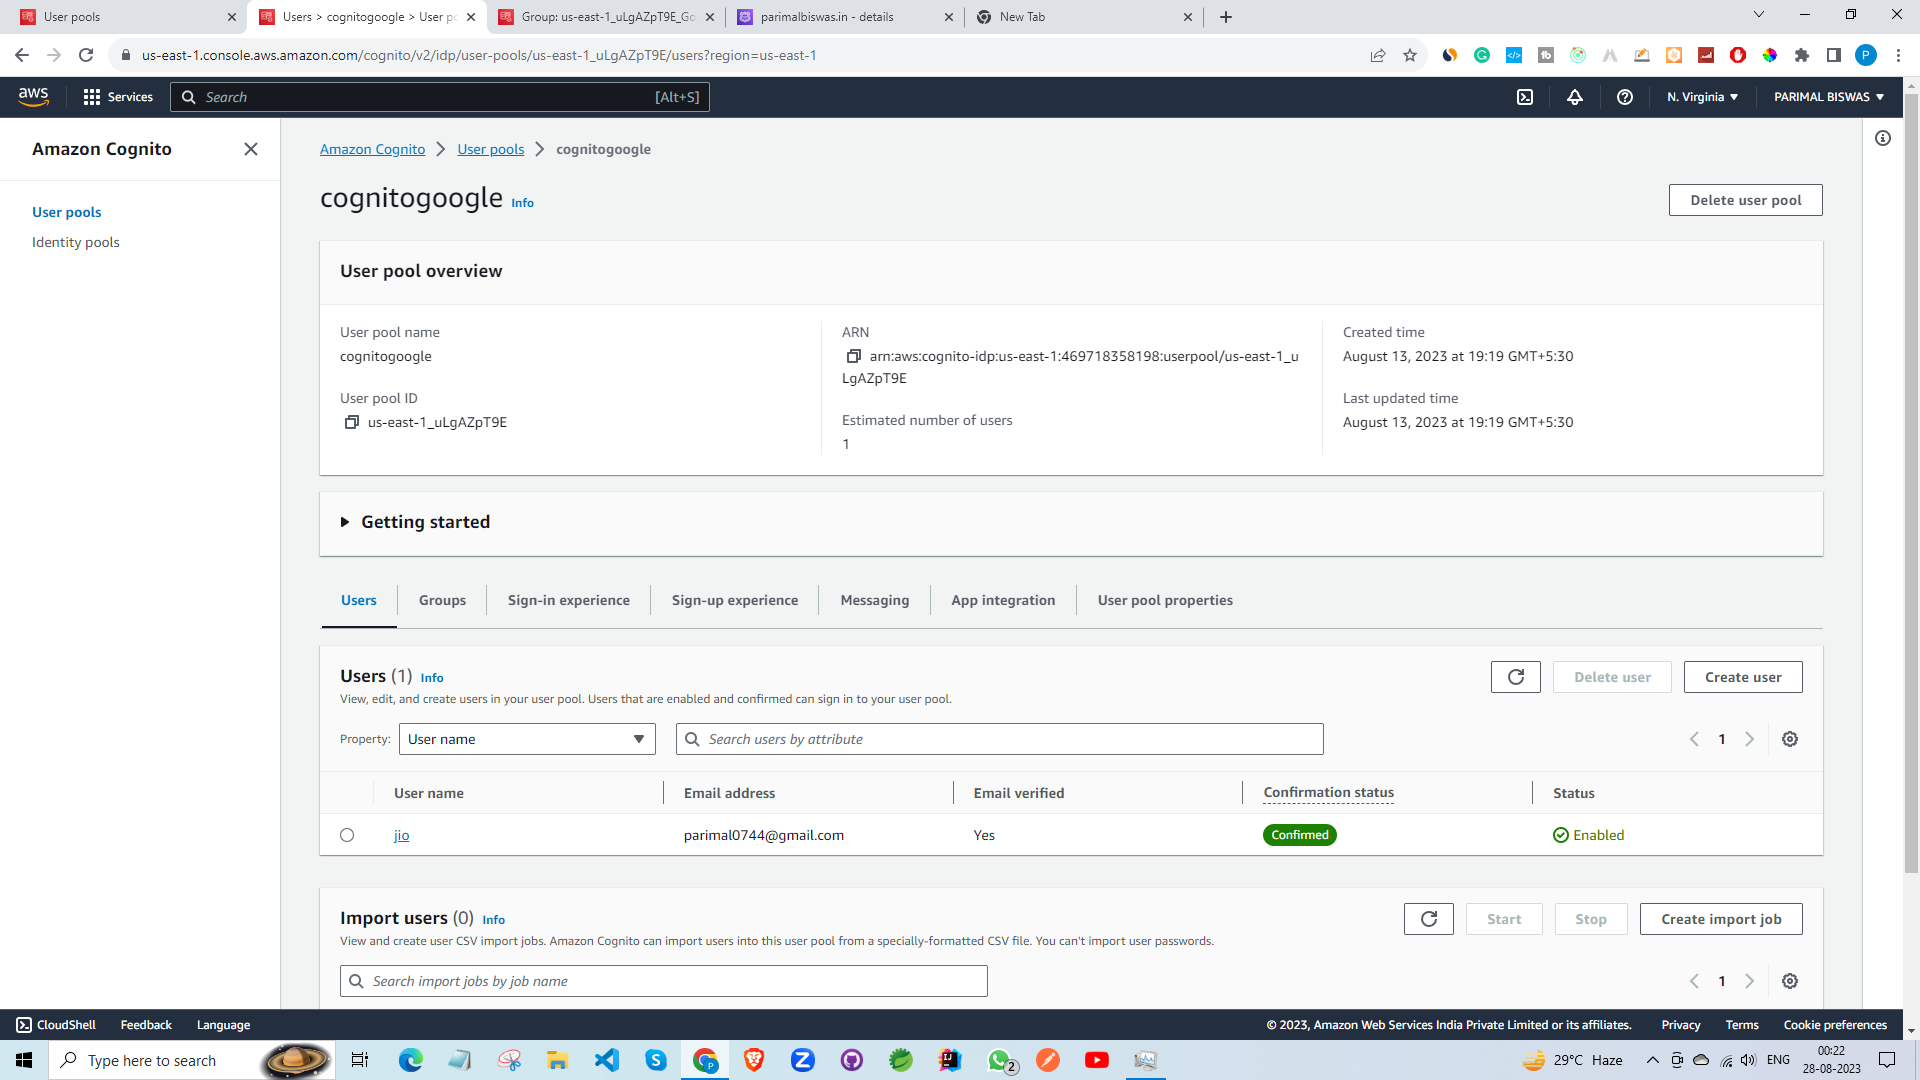 User pools
Users > cognitogoogle > User po
Group: us-east-1_uLgAZpT9E_Go
parimalbiswas.in - details
New Tab
us-east-1.console.aws.amazon.com/cognito/v2/idp/user-pools/us-east-1_uLgAZpT9E/users?region=us-east-1
P
aws
Services
Search
[Alt+S]
N. Virginia
PARIMAL BISWAS
Amazon Cognito
User pools
Identity pools
Amazon Cognito
User pools
cognitogoogle
cognitogoogle Info
Delete user pool
User pool overview
User pool name
cognitogoogle
User pool ID
us-east-1_uLgAZpT9E
ARN
arn:aws:cognito-idp:us-east-1:469718358198:userpool/us-east-1_u
LgAZpT9E
Estimated number of users
1
Created time
August 13, 2023 at 19:19 GMT+5:30
Last updated time
August 13, 2023 at 19:19 GMT+5:30
Getting started
Users
Groups
Sign-in experience
Sign-up experience
Messaging
App integration
User pool properties
Users (1) Info
View, edit, and create users in your user pool. Users that are enabled and confirmed can sign in to your user pool.
Delete user
Create user
Property:
User name
Search users by attribute
1
User name
Email address
Email verified
Confirmation status
Status
jio
parimal0744@gmail.com
Yes
Confirmed
Enabled
Import users (0) Info
View and create user CSV import jobs. Amazon Cognito can import users into this user pool from a specially-formatted CSV file. You can't import user passwords.
Start
Stop
Create import job
Search import jobs by job name
1
CloudShell
Feedback
Language
© 2023, Amazon Web Services India Private Limited or its affiliates.
Privacy
Terms
Cookie preferences
Type here to search
2
29°C Haze
ENG
00:22
28-08-2023